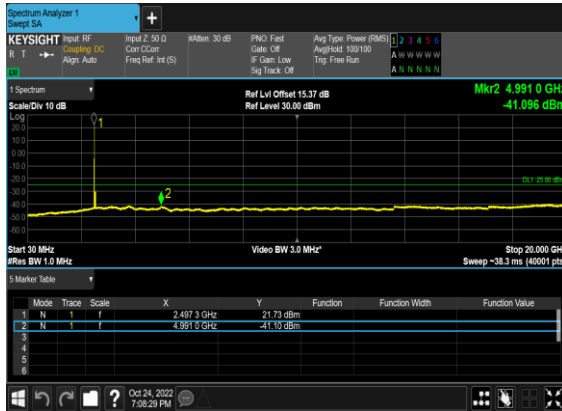 Spectrum Analyzer 1
Swept SA
+
KEYSIGHT Input: RF Input Z: 50 Ω #Atten: 30 dB PNO: Fast Avg Type: Power (RMS) 1 2 3 4 5 6
R T Coupling: DC Corr CCorr Gate: Off Avg|Hold: 100/100 A W W W W W
Align: Auto Freq Ref: Int (S) IF Gain: Low Trig: Free Run
LXI Sig Track: Off A N N N N N
1 Spectrum Ref Lvl Offset 15.37 dB Mkr2 4.991 0 GHz
Scale/Div 10 dB Ref Level 30.00 dBm -41.096 dBm
Log
1
20.0
10.0
0.00
-10.0
-20.0
DL1 -25.00 dBm
-30.0
2
-40.0
-50.0
-60.0
Start 30 MHz Video BW 3.0 MHz* Stop 20.000 GHz
#Res BW 1.0 MHz Sweep ~38.3 ms (40001 pts)
5 Marker Table
Mode Trace Scale X Y Function Function Width Function Value
1 N 1 f 2.497 3 GHz 21.73 dBm
2 N 1 f 4.991 0 GHz -41.10 dBm
3
4
5
6
? Oct 24, 2022
7:08:29 PM